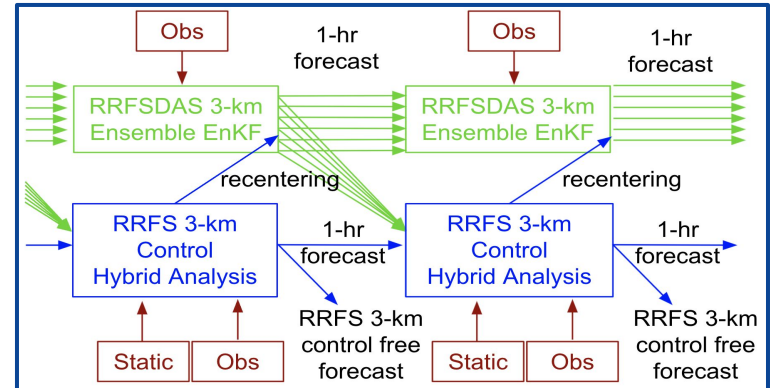 Obs
1-hr
forecast
Obs
1-hr
forecast
RRFSDAS 3-km
Ensemble EnKF
RRFSDAS 3-km
Ensemble EnKF
recentering
recentering
RRFS 3-km
Control
Hybrid Analysis
1-hr
forecast
RRFS 3-km
Control
Hybrid Analysis
1-hr
forecast
RRFS 3-km
control free
forecast
RRFS 3-km
control free
forecast
Static
Obs
Static
Obs